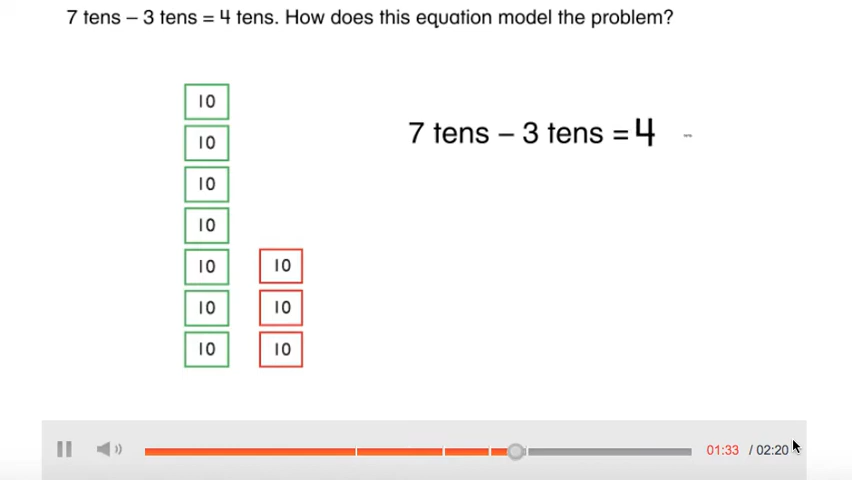 7 tens – 3 tens = 4 tens. How does this equation model the problem?
10
7 tens – 3 tens = 4
10
10
10
10 10
10 10
10 10
01:33 / 02:20